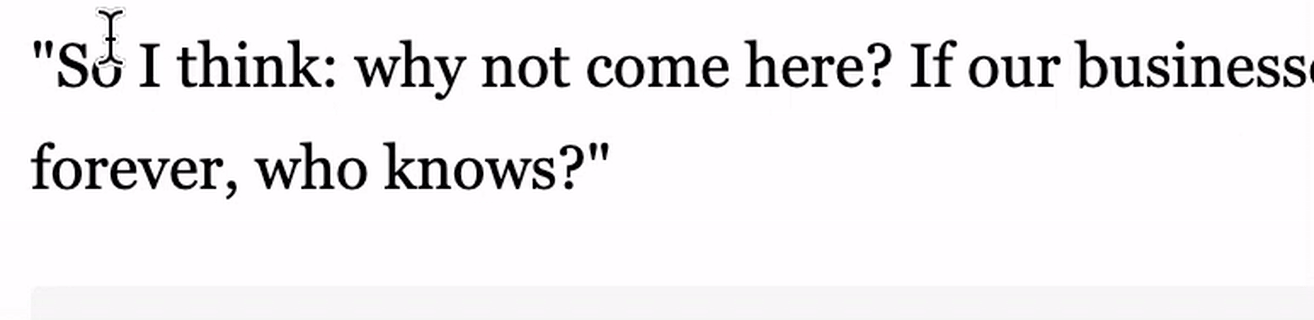 "So I think: why not come here? If our business
forever, who knows?"